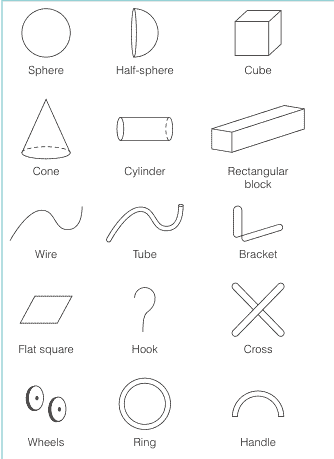 Sphere
Half-sphere
Cube
Cone
Cylinder
Rectangular
block
Wire
Tube
Bracket
Flat square
Hook
Cross
Wheels
Ring
Handle